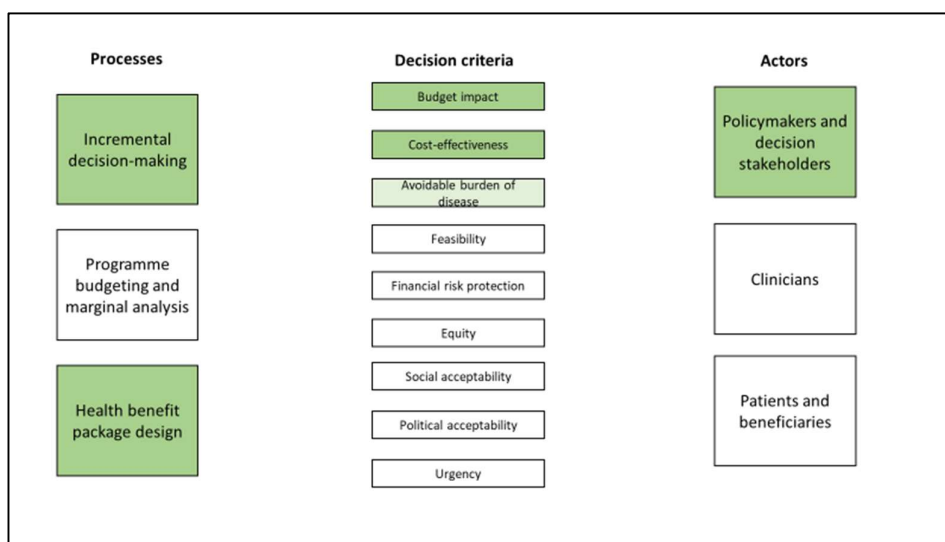 Processes
Incremental
decision-making
Programme
budgeting and
marginal analysis
Health benefit
package design
Decision criteria
Budget impact
Cost-effectiveness
Avoidable burden of
disease
Feasibility
Financial risk protection
Equity
Social acceptability
Political acceptability
Urgency
Actors
Policymakers and
decision
stakeholders
Clinicians
Patients and
beneficiaries